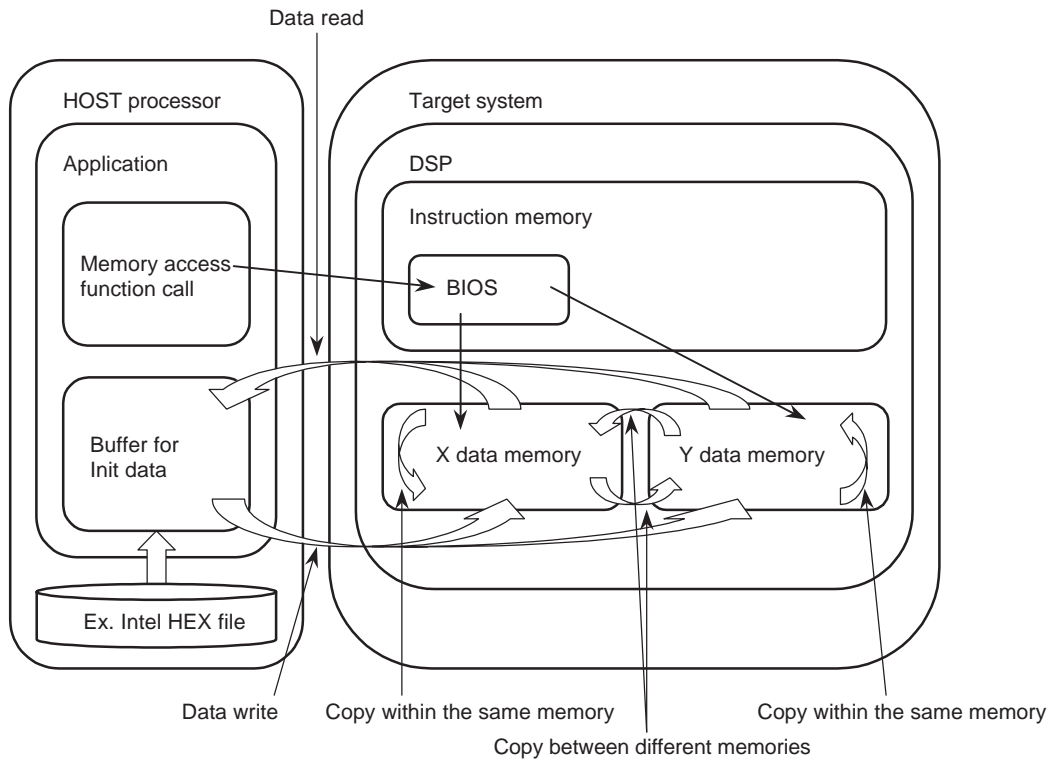 Data read
HOST processor
Target system
Application
DSP
Instruction memory
Memory access
function call
BIOS
Buffer for
Init data
X data memory
Y data memory
Ex. Intel HEX file
Data write
Copy within the same memory
Copy within the same memory
Copy between different memories